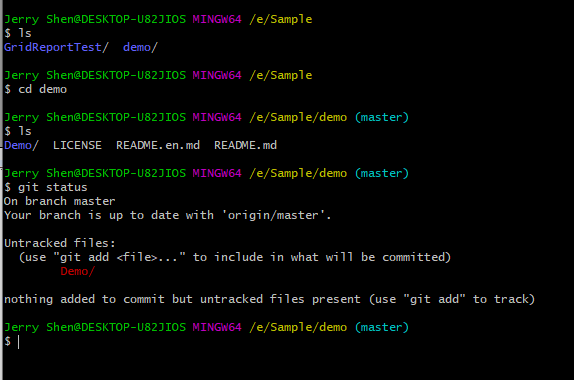 Jerry Shen@DESKTOP-U82JIOS MINGW64 /e/Sample
$ ls
GridReportTest/  demo/
Jerry Shen@DESKTOP-U82JIOS MINGW64 /e/Sample
$ cd demo
Jerry Shen@DESKTOP-U82JIOS MINGW64 /e/Sample/demo (master)
$ ls
Demo/  LICENSE  README.en.md  README.md
Jerry Shen@DESKTOP-U82JIOS MINGW64 /e/Sample/demo (master)
$ git status
On branch master
Your branch is up to date with 'origin/master'.
Untracked files:
  (use "git add <file>..." to include in what will be committed)
        Demo/
nothing added to commit but untracked files present (use "git add" to track)
Jerry Shen@DESKTOP-U82JIOS MINGW64 /e/Sample/demo (master)
$